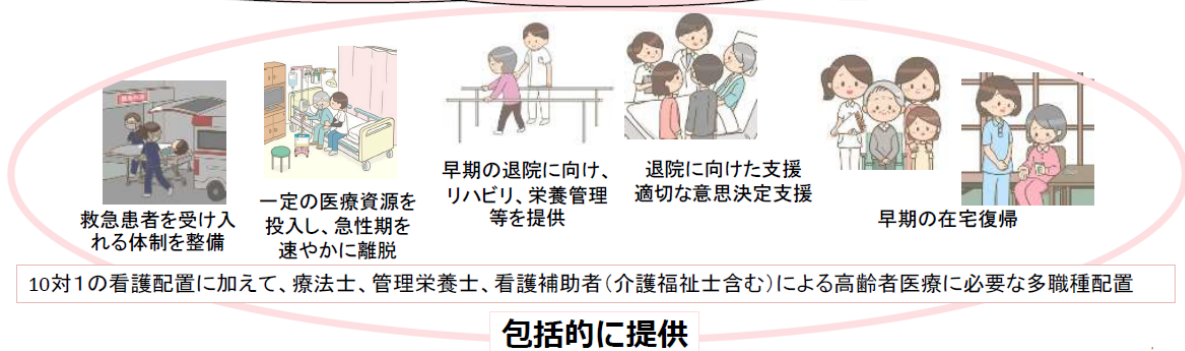 救急患者を受け入
れる体制を整備
一定の医療資源を
投入し、急性期を
速やかに離脱
早期の退院に向け、
リハビリ、栄養管理
等を提供
退院に向けた支援
適切な意思決定支援
早期の在宅復帰
10対1の看護配置に加えて、療法士、管理栄養士、看護補助者(介護福祉士含む)による高齢者医療に必要な多職種配置
包括的に提供